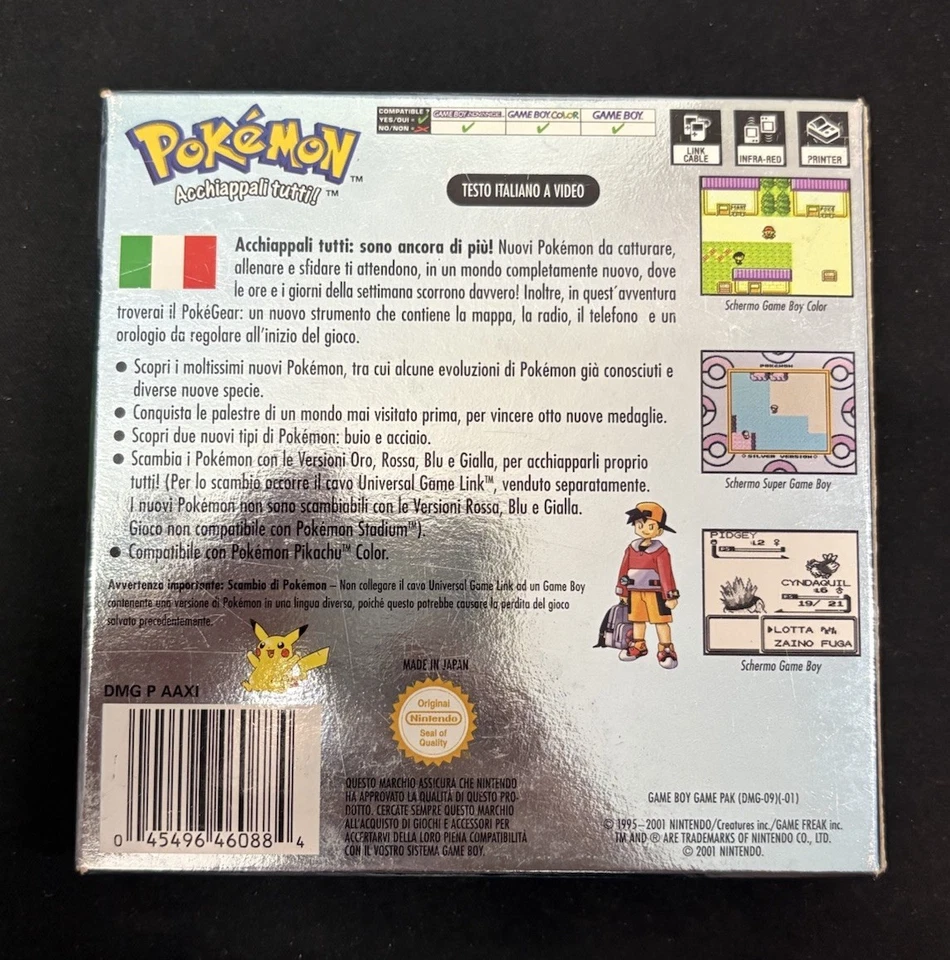 POKéMON™
Acchiappali tutti!™
COMPATIBLE?
YES/OUI = ✓
NO/NON = ✗
GAME BOY ADVANCE
GAME BOY COLOR
GAME BOY
LINK
CABLE
INFRA-RED
PRINTER
TESTO ITALIANO A VIDEO
Acchiappali tutti: sono ancora di più! Nuovi Pokémon da catturare,
allenare e sfidare ti attendono, in un mondo completamente nuovo, dove
le ore e i giorni della settimana scorrono davvero! Inoltre, in quest'avventura
troverai il PokéGear: un nuovo strumento che contiene la mappa, la radio, il telefono e un
orologio da regolare all'inizio del gioco.
● Scopri i moltissimi nuovi Pokémon, tra cui alcune evoluzioni di Pokémon già conosciuti e
diverse nuove specie.
● Conquista le palestre di un mondo mai visitato prima, per vincere otto nuove medaglie.
● Scopri due nuovi tipi di Pokémon: buio e acciaio.
● Scambia i Pokémon con le Versioni Oro, Rossa, Blu e Gialla, per acchiapparli proprio
tutti! (Per lo scambio occorre il cavo Universal Game Link™, venduto separatamente.
I nuovi Pokémon non sono scambiabili con le Versioni Rossa, Blu e Gialla.
Gioco non compatibile con Pokémon Stadium™).
● Compatibile con Pokémon Pikachu™ Color.
Avvertenza importante: Scambio di Pokémon – Non collegare il cavo Universal Game Link ad un Game Boy
contenente una versione di Pokémon in una lingua diversa, poiché questo potrebbe causare la perdita del gioco
salvato precedentemente.
Schermo Game Boy Color
POKéMON
SILVER VERSION
Schermo Super Game Boy
PIDGEY
:L2
CYNDAQUIL
:L6
19/ 21
▶LOTTA PKMN
ZAINO FUGA
Schermo Game Boy
MADE IN JAPAN
Original
Nintendo
Seal of
Quality
DMG P AAXI
0 45496 46088 4
QUESTO MARCHIO ASSICURA CHE NINTENDO
HA APPROVATO LA QUALITÀ DI QUESTO PRO-
DOTTO. CERCATE SEMPRE QUESTO MARCHIO
ALL'ACQUISTO DI GIOCHI E ACCESSORI PER
ACCERTARVI DELLA LORO PIENA COMPATIBILITÀ
CON IL VOSTRO SISTEMA GAME BOY.
GAME BOY GAME PAK (DMG-09)(-01)
© 1995–2001 NINTENDO/Creatures inc./GAME FREAK inc.
TM AND ® ARE TRADEMARKS OF NINTENDO CO., LTD.
© 2001 NINTENDO.